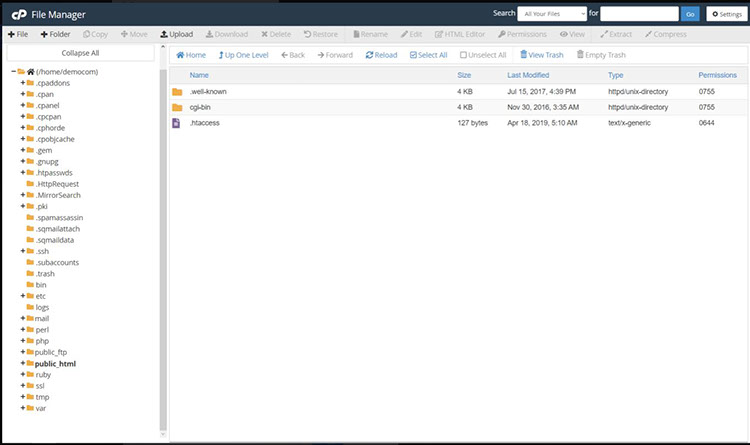 cP File Manager Search All Your Files for Go Settings
File Folder Copy Move Upload Download Delete Restore Rename Edit HTML Editor Permissions View Extract Compress
Collapse All
Home Up One Level Back Forward Reload Select All Unselect All View Trash Empty Trash
Name Size Last Modified Type Permissions
.well-known 4 KB Jul 15, 2017, 4:39 PM httpd/unix-directory 0755
cgi-bin 4 KB Nov 30, 2016, 3:35 AM httpd/unix-directory 0755
.htaccess 127 bytes Apr 18, 2019, 5:10 AM text/x-generic 0644
(/home/democom)
.cpaddons
.cpan
.cpanel
.cpcpan
.cphorde
.cpobjcache
.gem
.gnupg
.htpasswds
.HttpRequest
.MirrorSearch
.pki
.spamassassin
.sqmailattach
.sqmaildata
.ssh
.subaccounts
.trash
bin
etc
logs
mail
perl
php
public_ftp
public_html
ruby
ssl
tmp
var